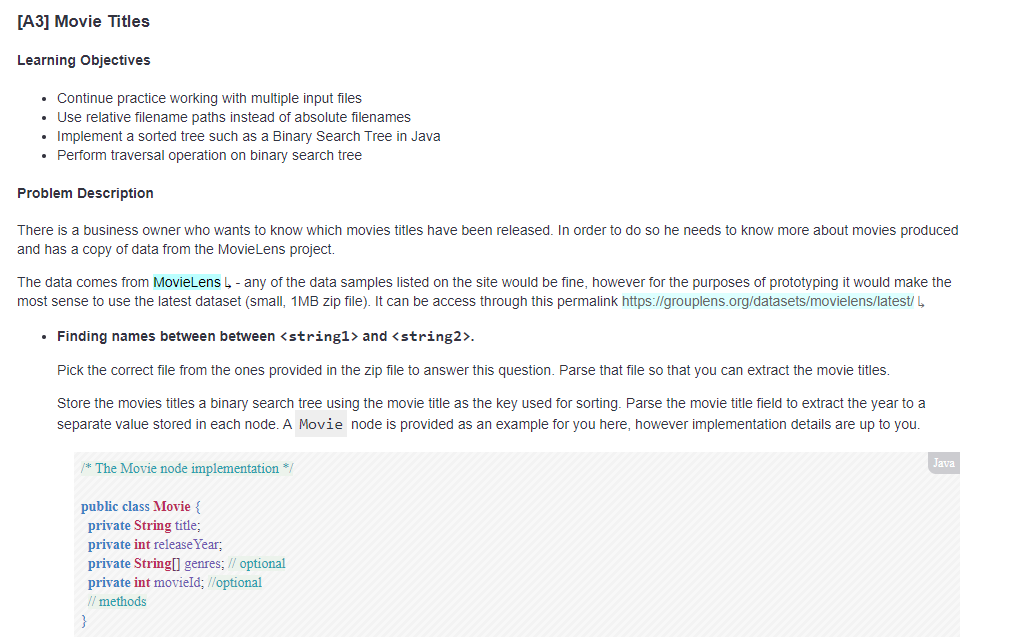 [A3] Movie Titles
Learning Objectives
• Continue practice working with multiple input files
• Use relative filename paths instead of absolute filenames
• Implement a sorted tree such as a Binary Search Tree in Java
• Perform traversal operation on binary search tree
Problem Description
There is a business owner who wants to know which movies titles have been released. In order to do so he needs to know more about movies produced
and has a copy of data from the MovieLens project.
The data comes from MovieLens ↳ - any of the data samples listed on the site would be fine, however for the purposes of prototyping it would make the
most sense to use the latest dataset (small, 1MB zip file). It can be access through this permalink https://grouplens.org/datasets/movielens/latest/ ↳
• Finding names between between <string1> and <string2>.
Pick the correct file from the ones provided in the zip file to answer this question. Parse that file so that you can extract the movie titles.
Store the movies titles a binary search tree using the movie title as the key used for sorting. Parse the movie title field to extract the year to a
separate value stored in each node. A Movie node is provided as an example for you here, however implementation details are up to you.
Java
/* The Movie node implementation */
public class Movie {
private String title;
private int releaseYear;
private String[] genres; // optional
private int movieId; //optional
// methods
}